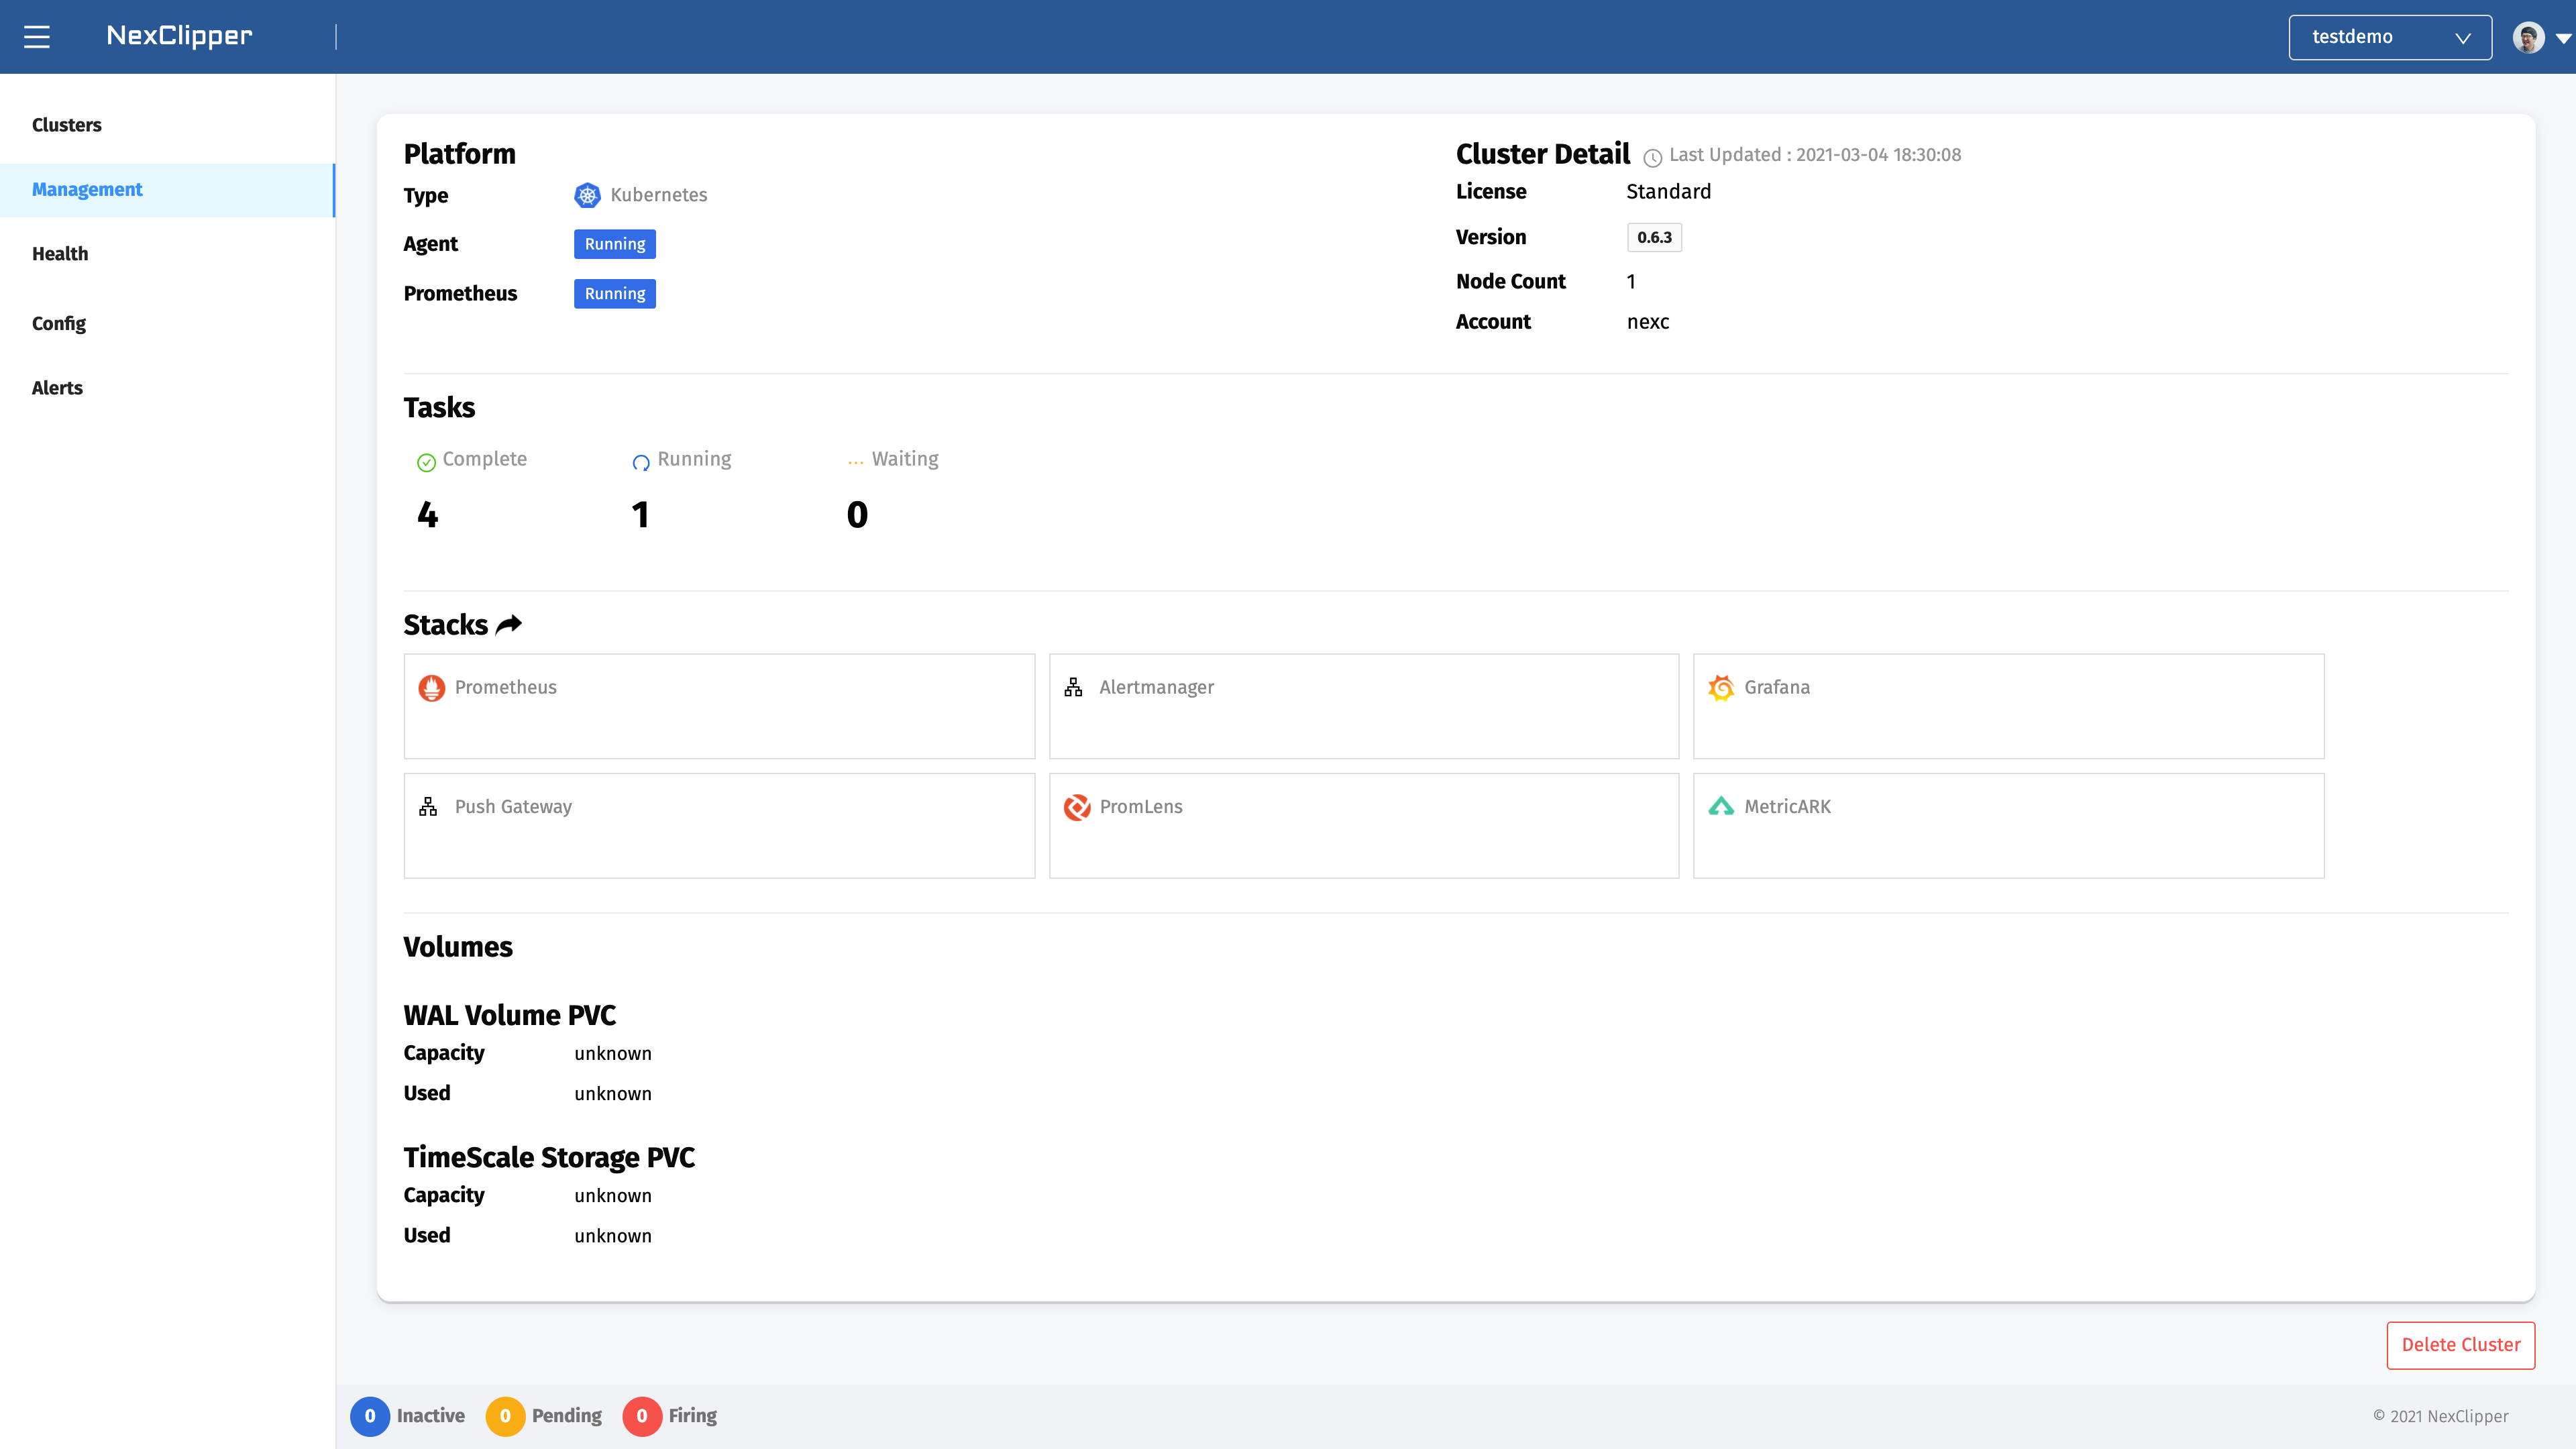 NexClipper
testdemo
Clusters
Management
Health
Config
Alerts
Platform
Type Kubernetes
Agent Running
Prometheus Running
Cluster Detail Last Updated : 2021-03-04 18:30:08
License Standard
Version 0.6.3
Node Count 1
Account nexc
Tasks
Complete Running Waiting
4 1 0
Stacks
Prometheus Alertmanager Grafana
Push Gateway PromLens MetricARK
Volumes
WAL Volume PVC
Capacity unknown
Used unknown
TimeScale Storage PVC
Capacity unknown
Used unknown
Delete Cluster
0 Inactive 0 Pending 0 Firing
© 2021 NexClipper